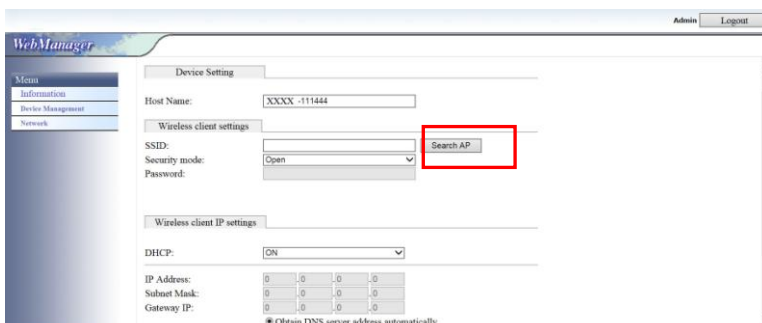 Admin Logout
WebManager
Menu
Information
Device Management
Network
Device Setting
Host Name: XXXX -111444
Wireless client settings
SSID: Search AP
Security mode: Open
Password:
Wireless client IP settings
DHCP: ON
IP Address: 0 .0 .0 .0
Subnet Mask: 0 .0 .0 .0
Gateway IP: 0 .0 .0 .0
Obtain DNS server address automatically